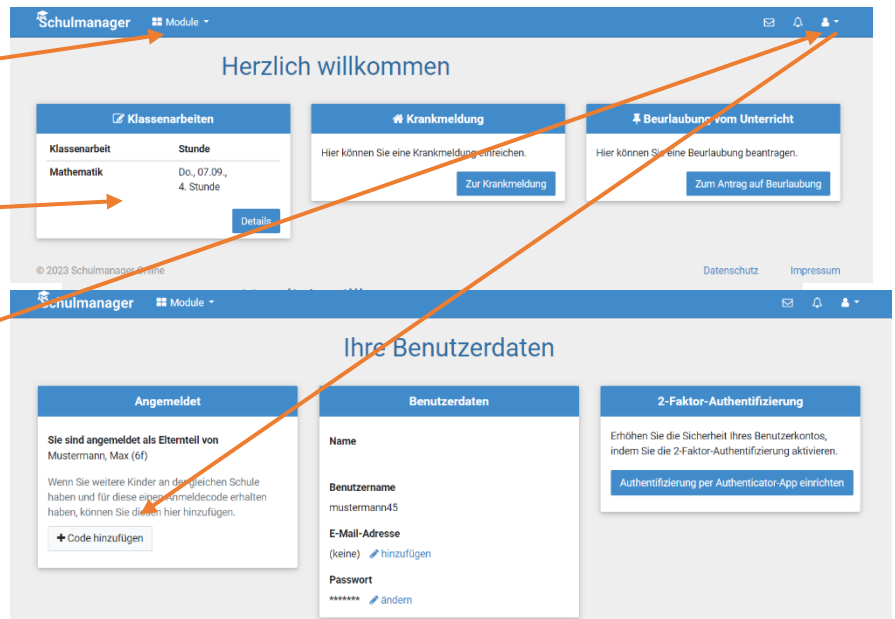 Schulmanager Module
Herzlich willkommen
Klassenarbeiten
Klassenarbeit Stunde
Mathematik Do., 07.09.,
4. Stunde
Details
Krankmeldung
Hier können Sie eine Krankmeldung einreichen.
Zur Krankmeldung
Beurlaubung vom Unterricht
Hier können Sie eine Beurlaubung beantragen.
Zum Antrag auf Beurlaubung
© 2023 Schulmanager Online
Datenschutz Impressum
Schulmanager Module
Ihre Benutzerdaten
Angemeldet
Sie sind angemeldet als Elternteil von
Mustermann, Max (6f)
Wenn Sie weitere Kinder an der gleichen Schule
haben und für diese einen Anmeldecode erhalten
haben, können Sie diesen hier hinzufügen.
+ Code hinzufügen
Benutzerdaten
Name
Benutzername
mustermann45
E-Mail-Adresse
(keine) hinzufügen
Passwort
******* ändern
2-Faktor-Authentifizierung
Erhöhen Sie die Sicherheit Ihres Benutzerkontos,
indem Sie die 2-Faktor-Authentifizierung aktivieren.
Authentifizierung per Authenticator-App einrichten